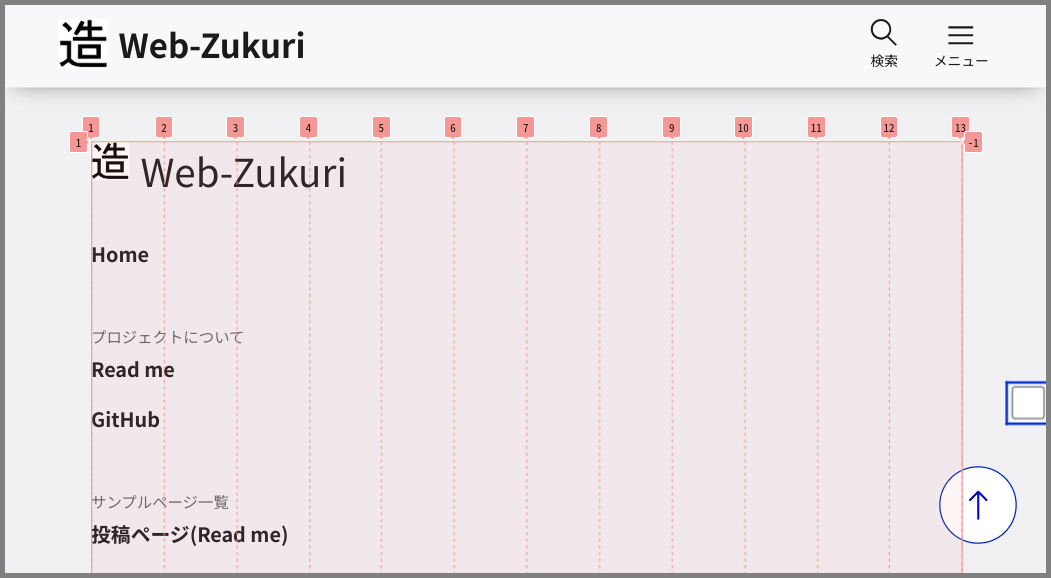 造 Web-Zukuri
検索
メニュー
1 2 3 4 5 6 7 8 9 10 11 12 13
1 -1
造 Web-Zukuri
Home
プロジェクトについて
Read me
GitHub
サンプルページ一覧
投稿ページ(Read me)